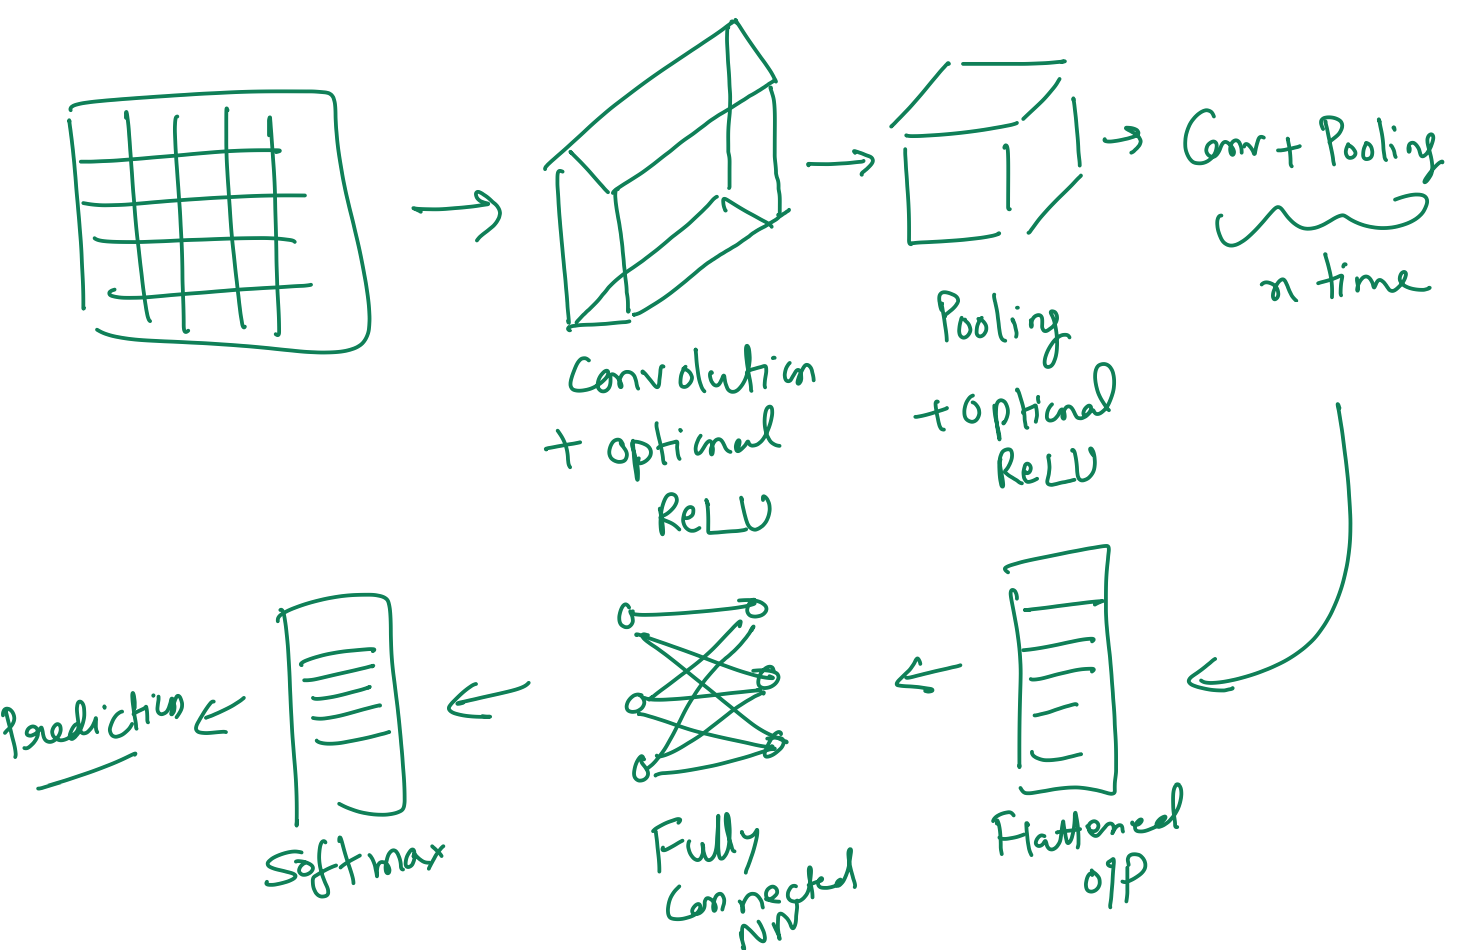 Conv + Pooling
n time
Convolution
+ optional
ReLU
Pooling
+ optional
ReLU
Flattened
O/P
Fully
Connected
NN
Softmax
Prediction